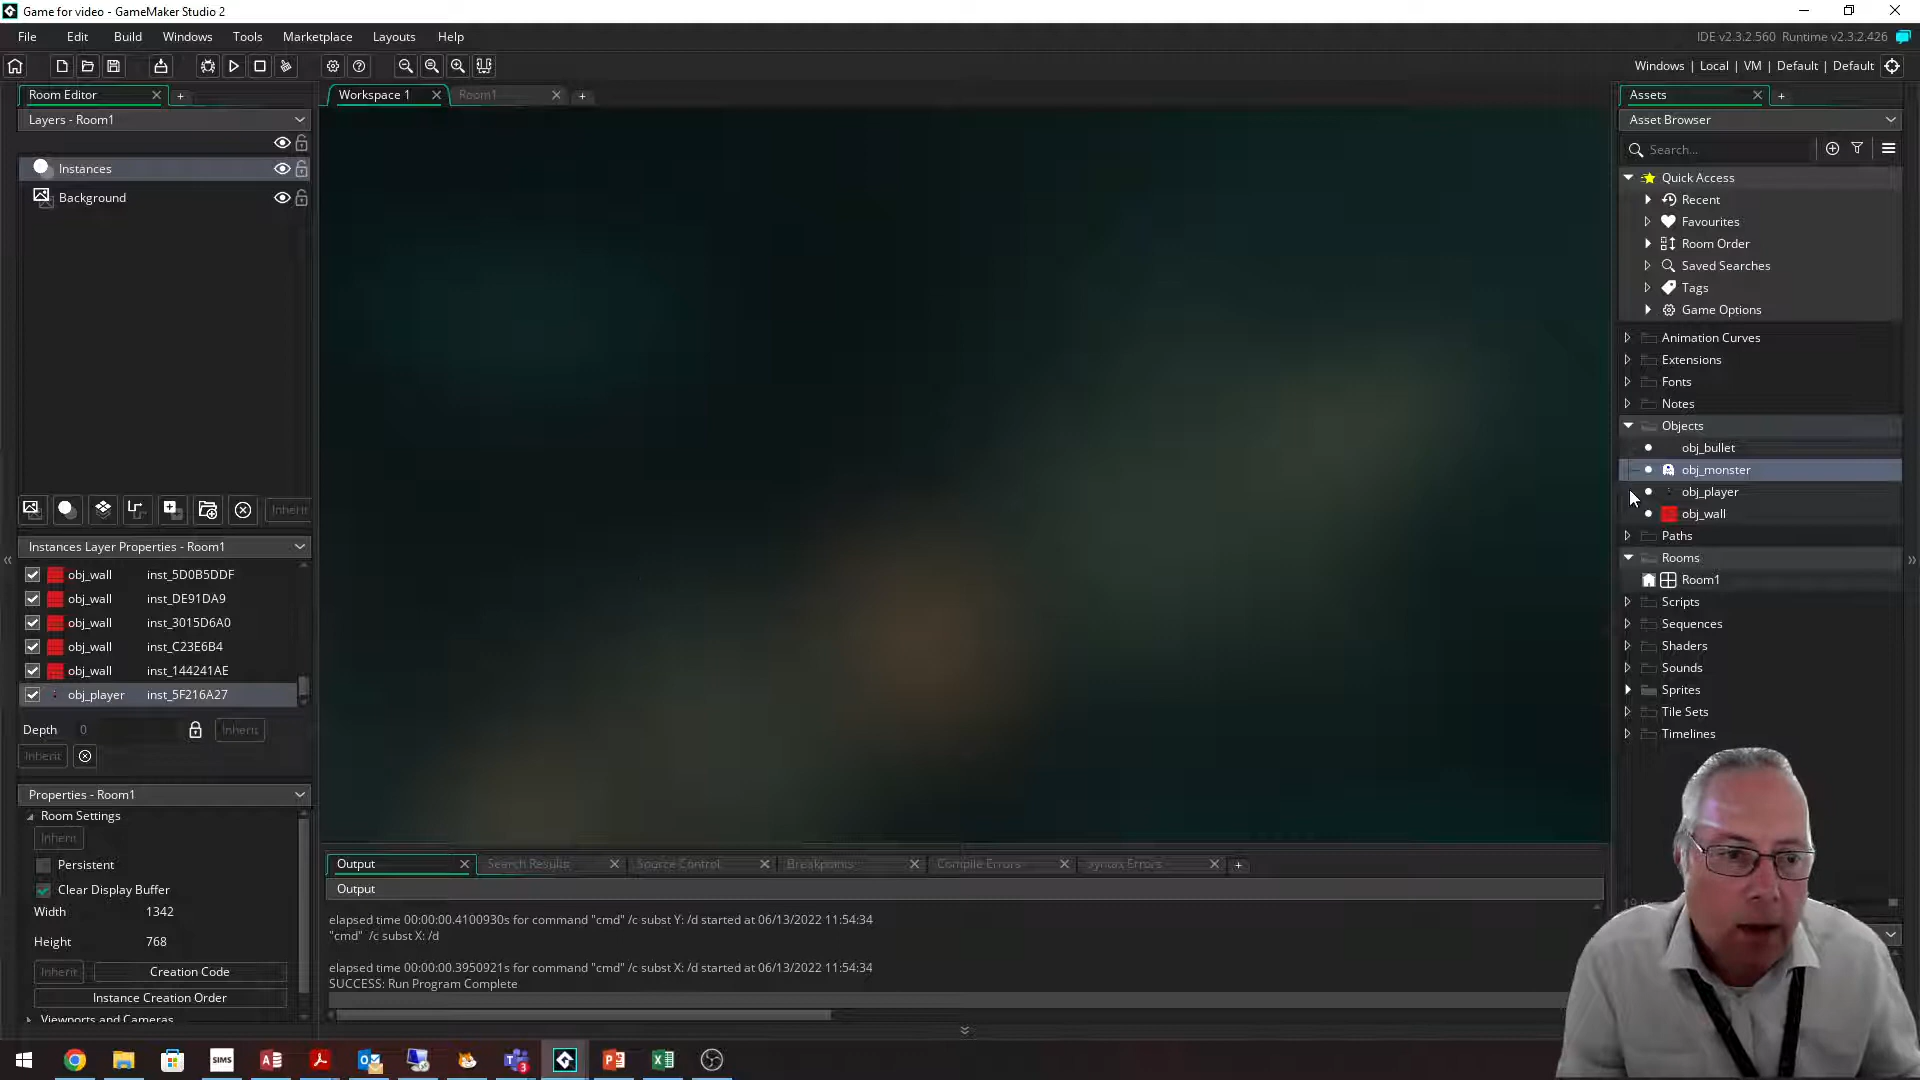 Game for video - GameMaker Studio 2
File Edit Build Windows Tools Marketplace Layouts Help
IDE v2.3.2.560 Runtime v2.3.2.426
Windows | Local | VM | Default | Default
Room Editor
Layers - Room1
Instances
Background
Inherit
Instances Layer Properties - Room1
obj_wall inst_5D0B5DDF
obj_wall inst_DE91DA9
obj_wall inst_3015D6A0
obj_wall inst_C23E6B4
obj_wall inst_144241AE
obj_player inst_5F216A27
Depth 0 Inherit
Inherit
Properties - Room1
Room Settings
Inherit
Persistent
Clear Display Buffer
Width 1342
Height 768
Inherit Creation Code
Instance Creation Order
Viewports and Cameras
Workspace 1 Room1
Output Search Results Source Control Breakpoints Compile Errors Syntax Errors
Output
elapsed time 00:00:00.4100930s for command "cmd" /c subst Y: /d started at 06/13/2022 11:54:34
"cmd" /c subst X: /d
elapsed time 00:00:00.3950921s for command "cmd" /c subst X: /d started at 06/13/2022 11:54:34
SUCCESS: Run Program Complete
Assets
Asset Browser
Search...
Quick Access
Recent
Favourites
Room Order
Saved Searches
Tags
Game Options
Animation Curves
Extensions
Fonts
Notes
Objects
obj_bullet
obj_monster
obj_player
obj_wall
Paths
Rooms
Room1
Scripts
Sequences
Shaders
Sounds
Sprites
Tile Sets
Timelines
SIMS
3